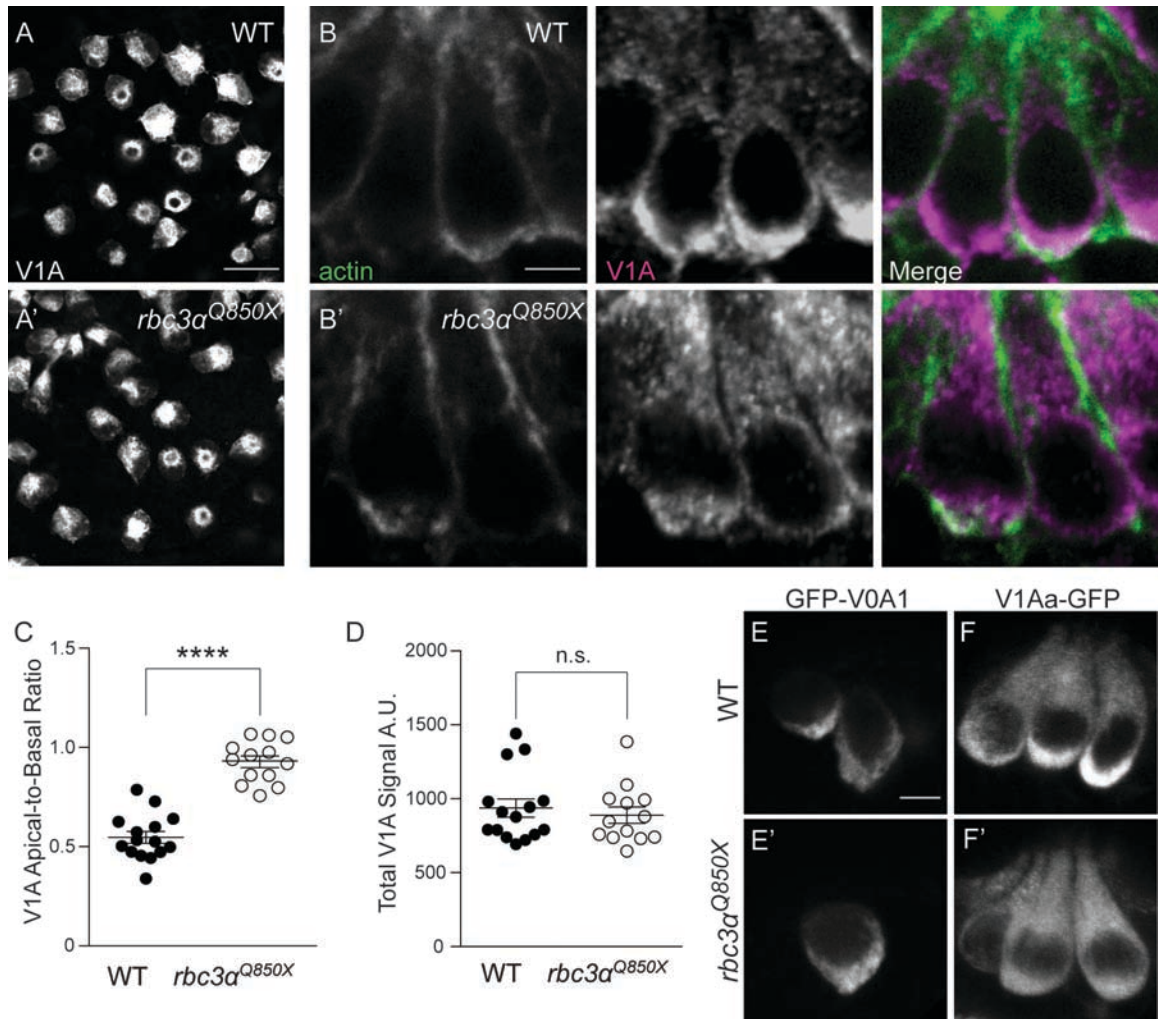 A WT
V1A
A' rbc3α^Q850X
B WT
actin
V1A
Merge
B' rbc3α^Q850X
C
V1A Apical-to-Basal Ratio
1.5
1.0
0.5
0
****
WT rbc3α^Q850X
D
Total V1A Signal A.U.
2000
1500
1000
500
0
n.s.
WT rbc3α^Q850X
GFP-V0A1 V1Aa-GFP
WT
E F
rbc3α^Q850X
E' F'